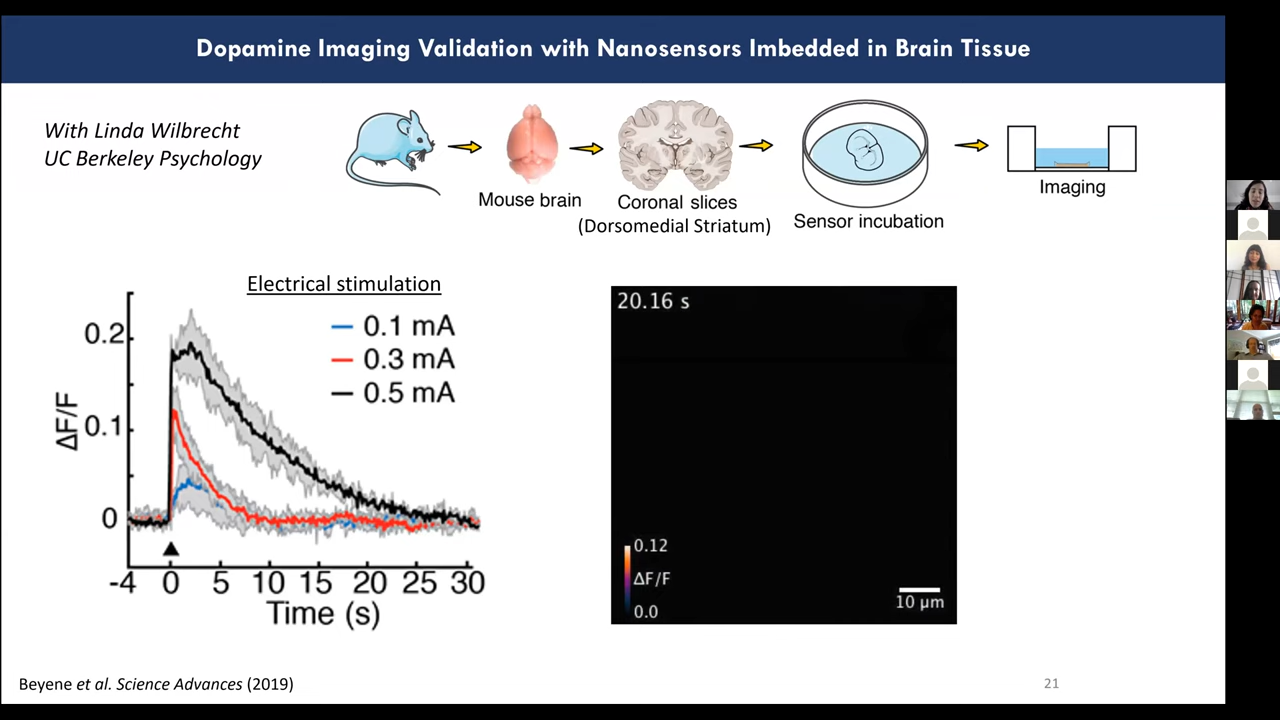 Dopamine Imaging Validation with Nanosensors Imbedded in Brain Tissue
With Linda Wilbrecht
UC Berkeley Psychology
Mouse brain
Coronal slices
(Dorsomedial Striatum)
Sensor incubation
Imaging
Electrical stimulation
0.1 mA
0.3 mA
0.5 mA
ΔF/F
0.2
0.1
0
-4 0 5 10 15 20 25 30
Time (s)
20.16 s
0.12
ΔF/F
0.0
10 μm
Beyene et al. Science Advances (2019)
21